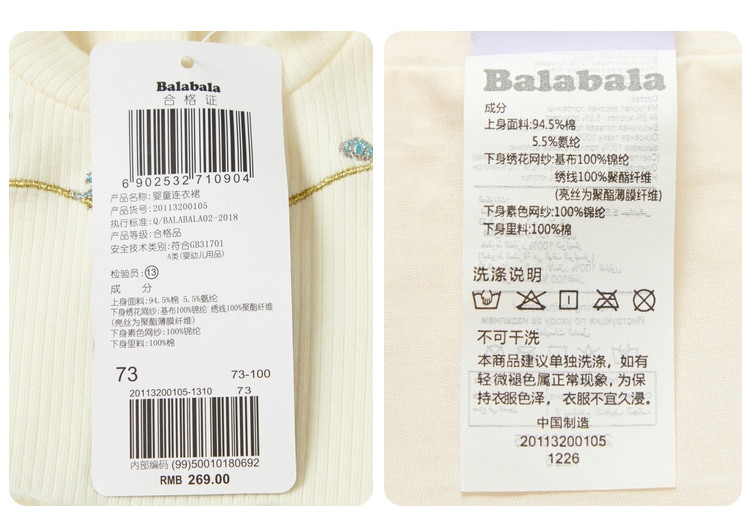 Balabala
合格证
6 902532 710904
产品名称: 婴童连衣裙
产品货号: 20113200105
执行标准: Q/BALABALA02-2018
产品等级: 合格品
安全技术类别: 符合GB31701
A类(婴幼儿用品)
检验员: 13
成 分
上身面料:94.5%棉 5.5%氨纶
下身绣花网纱:基布100%锦纶 绣线100%聚酯纤维
(亮丝为聚酯薄膜纤维)
下身素色网纱:100%锦纶
下身里料:100%棉
73 73-100
20113200105-1310 73
内部编码 (99)50010180692
RMB 269.00
Balabala
成分
上身面料:94.5%棉
5.5%氨纶
下身绣花网纱:基布100%锦纶
绣线100%聚酯纤维
(亮丝为聚酯薄膜纤维)
下身素色网纱:100%锦纶
下身里料:100%棉
洗涤说明
不可干洗
本商品建议单独洗涤，如有
轻微褪色属正常现象，为保
持衣服色泽，衣服不宜久浸。
中国制造
20113200105
1226